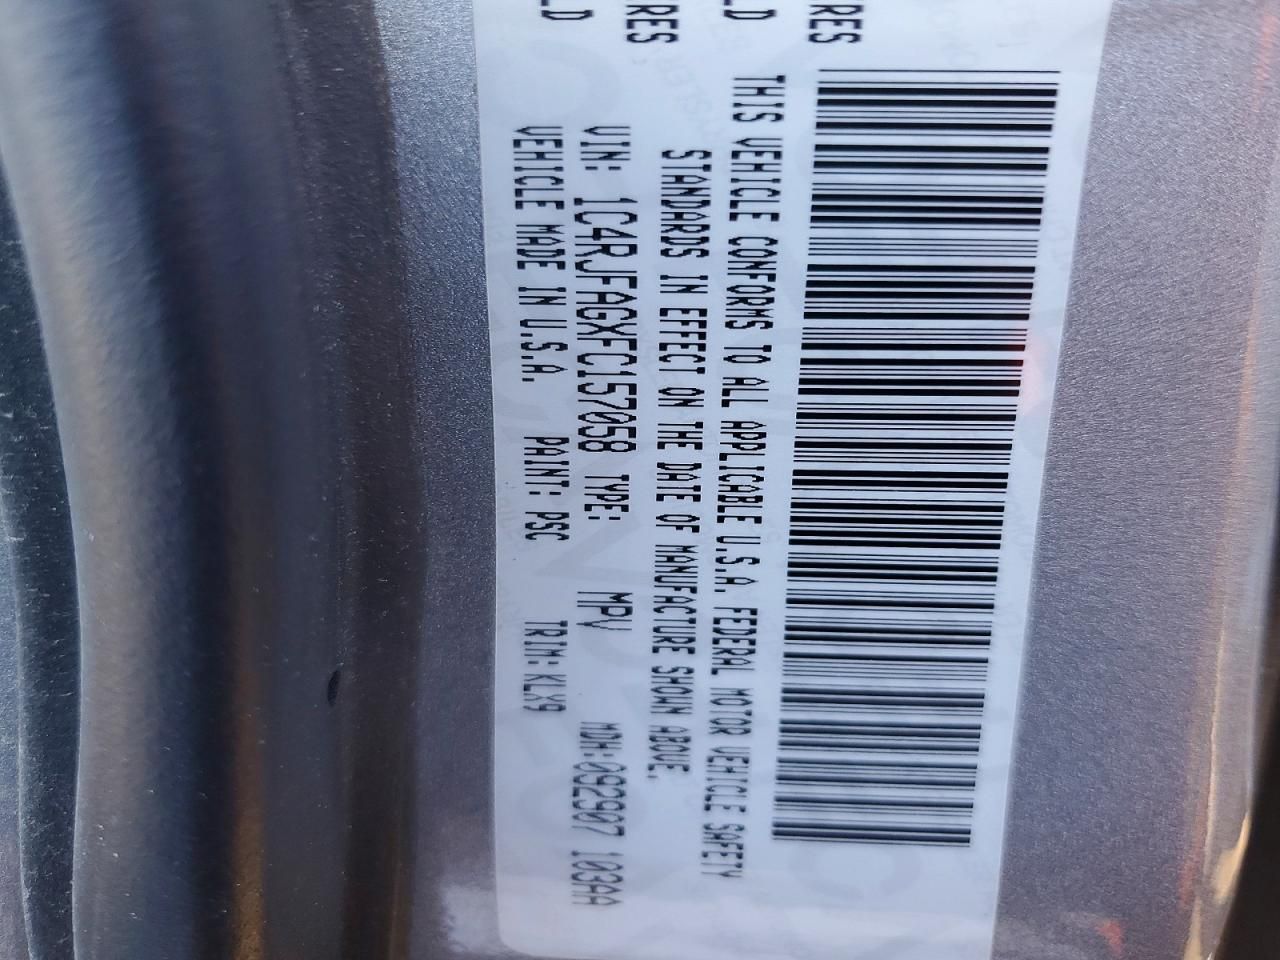 RES LD
RES LD
THIS VEHICLE CONFORMS TO ALL APPLICABLE U.S.A. FEDERAL MOTOR VEHICLE SAFETY
STANDARDS IN EFFECT ON THE DATE OF MANUFACTURE SHOWN ABOVE.
VIN: 1C4RJFAGXFC157058 TYPE: MPV MDH:092907 103AA
VEHICLE MADE IN U.S.A. PAINT: PSC TRIM:KLX9